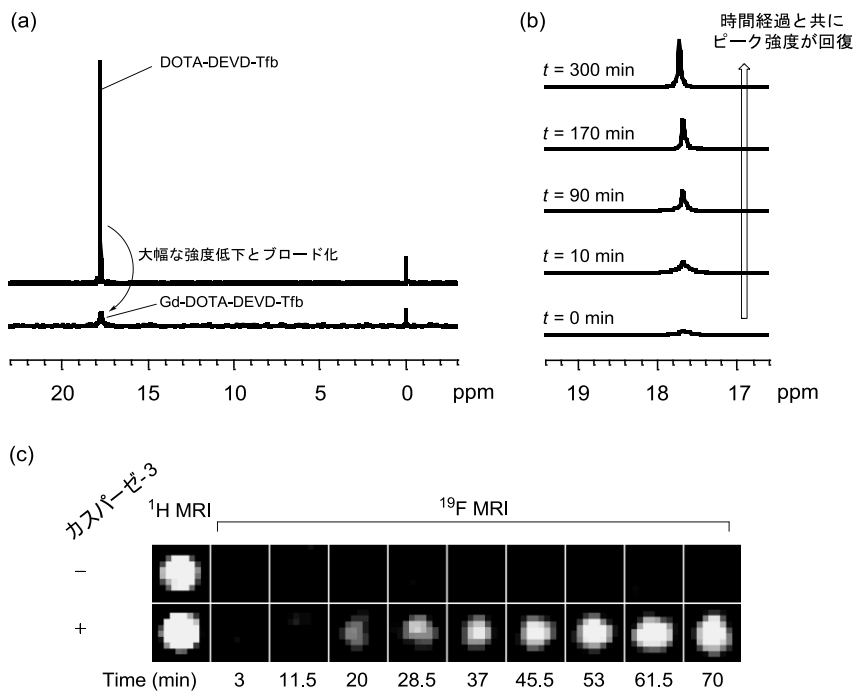 (a)
DOTA-DEVD-Tfb
大幅な強度低下とブロード化
Gd-DOTA-DEVD-Tfb
20 15 10 5 0 ppm
(b)
時間経過と共に
ピーク強度が回復
t = 300 min
t = 170 min
t = 90 min
t = 10 min
t = 0 min
19 18 17 ppm
(c)
カスパーゼ-3
¹H MRI
¹⁹F MRI
−
+
Time (min) 3 11.5 20 28.5 37 45.5 53 61.5 70